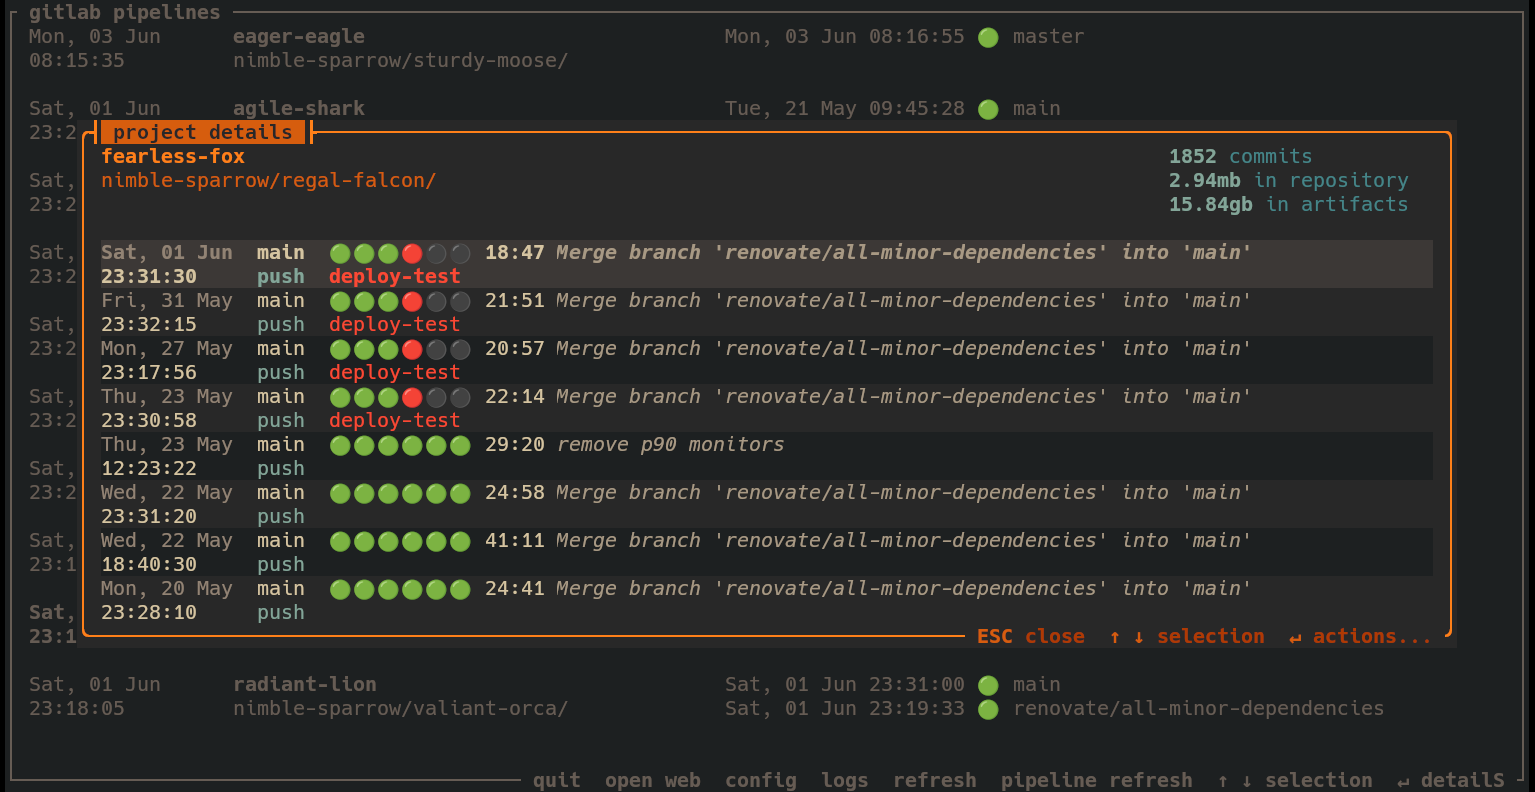 gitlab pipelines
Mon, 03 Jun eager-eagle Mon, 03 Jun 08:16:55 master
08:15:35 nimble-sparrow/sturdy-moose/
Sat, 01 Jun agile-shark Tue, 21 May 09:45:28 main
23:2 project details
fearless-fox 1852 commits
Sat, nimble-sparrow/regal-falcon/ 2.94mb in repository
23:2 15.84gb in artifacts
Sat, Sat, 01 Jun main 18:47 Merge branch 'renovate/all-minor-dependencies' into 'main'
23:2 23:31:30 push deploy-test
Fri, 31 May main 21:51 Merge branch 'renovate/all-minor-dependencies' into 'main'
Sat, 23:32:15 push deploy-test
23:2 Mon, 27 May main 20:57 Merge branch 'renovate/all-minor-dependencies' into 'main'
23:17:56 push deploy-test
Sat, Thu, 23 May main 22:14 Merge branch 'renovate/all-minor-dependencies' into 'main'
23:2 23:30:58 push deploy-test
Thu, 23 May main 29:20 remove p90 monitors
Sat, 12:23:22 push
23:2 Wed, 22 May main 24:58 Merge branch 'renovate/all-minor-dependencies' into 'main'
23:31:20 push
Sat, Wed, 22 May main 41:11 Merge branch 'renovate/all-minor-dependencies' into 'main'
23:1 18:40:30 push
Mon, 20 May main 24:41 Merge branch 'renovate/all-minor-dependencies' into 'main'
Sat, 23:28:10 push
23:1 ESC close ↑ ↓ selection ↵ actions...
Sat, 01 Jun radiant-lion Sat, 01 Jun 23:31:00 main
23:18:05 nimble-sparrow/valiant-orca/ Sat, 01 Jun 23:19:33 renovate/all-minor-dependencies
quit open web config logs refresh pipeline refresh ↑ ↓ selection ↵ detailS